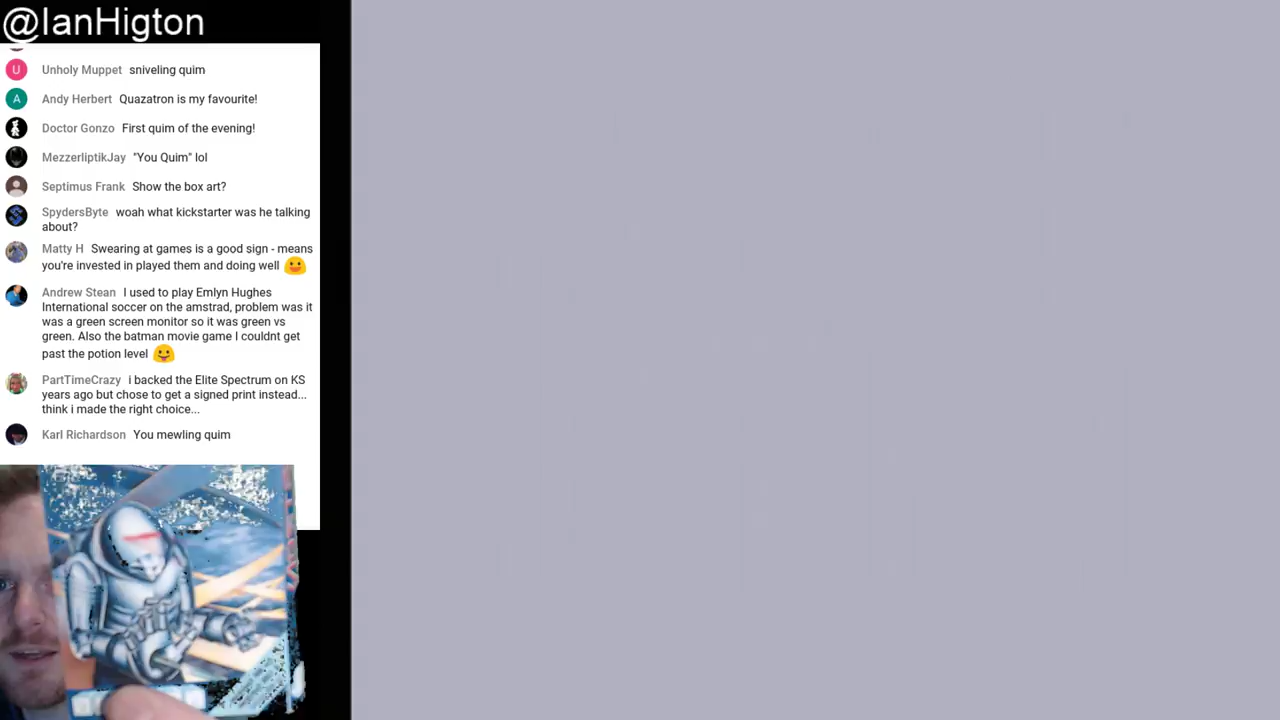 @IanHigton
U Unholy Muppet sniveling quim
A Andy Herbert Quazatron is my favourite!
Doctor Gonzo First quim of the evening!
MezzerliptikJay "You Quim" lol
Septimus Frank Show the box art?
SpydersByte woah what kickstarter was he talking
about?
Matty H Swearing at games is a good sign - means
you're invested in played them and doing well
Andrew Stean I used to play Emlyn Hughes
International soccer on the amstrad, problem was it
was a green screen monitor so it was green vs
green. Also the batman movie game I couldnt get
past the potion level
PartTimeCrazy i backed the Elite Spectrum on KS
years ago but chose to get a signed print instead...
think i made the right choice...
Karl Richardson You mewling quim